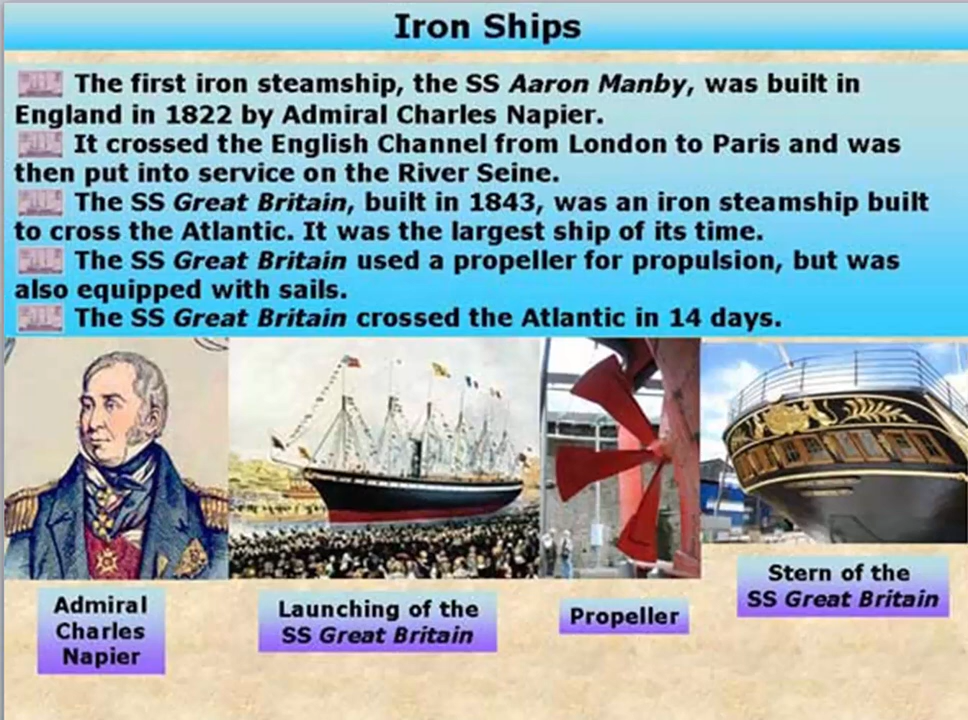 Iron Ships
The first iron steamship, the SS Aaron Manby, was built in
England in 1822 by Admiral Charles Napier.
It crossed the English Channel from London to Paris and was
then put into service on the River Seine.
The SS Great Britain, built in 1843, was an iron steamship built
to cross the Atlantic. It was the largest ship of its time.
The SS Great Britain used a propeller for propulsion, but was
also equipped with sails.
The SS Great Britain crossed the Atlantic in 14 days.
Admiral
Charles
Napier
Launching of the
SS Great Britain
Propeller
Stern of the
SS Great Britain